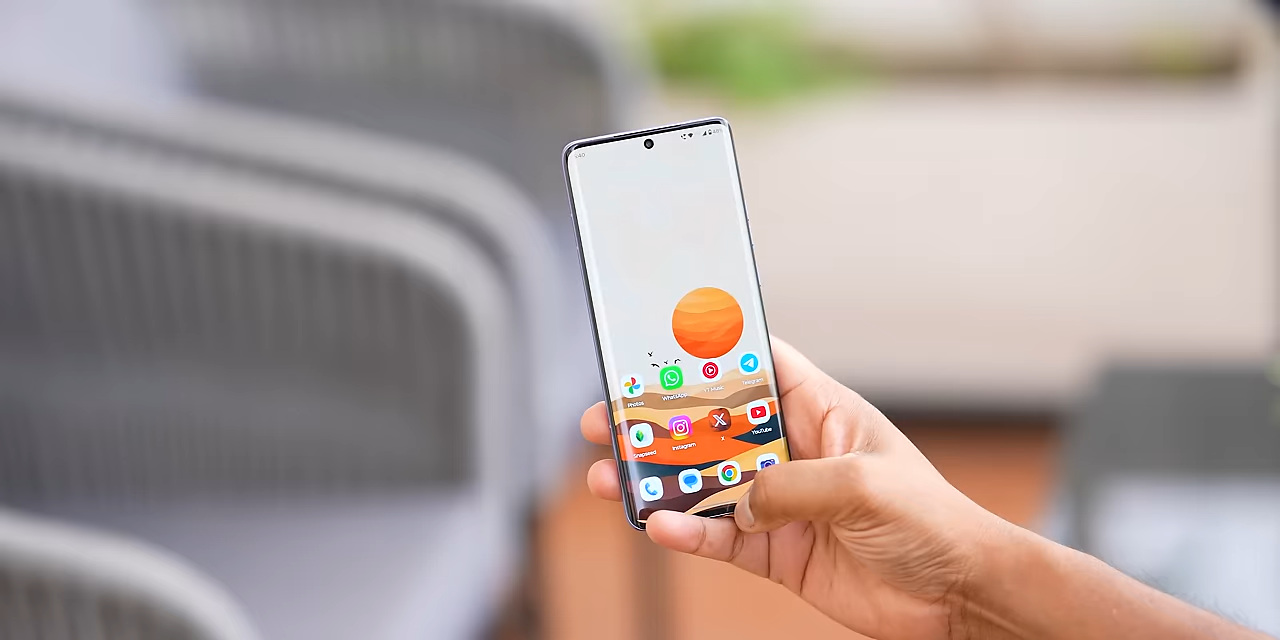 Photos
WhatsApp
YT Music
Telegram
Snapseed
Instagram
X
YouTube